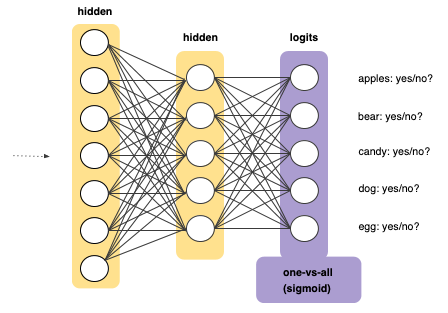 hidden
hidden
logits
apples: yes/no?
bear: yes/no?
candy: yes/no?
dog: yes/no?
egg: yes/no?
one-vs-all
(sigmoid)